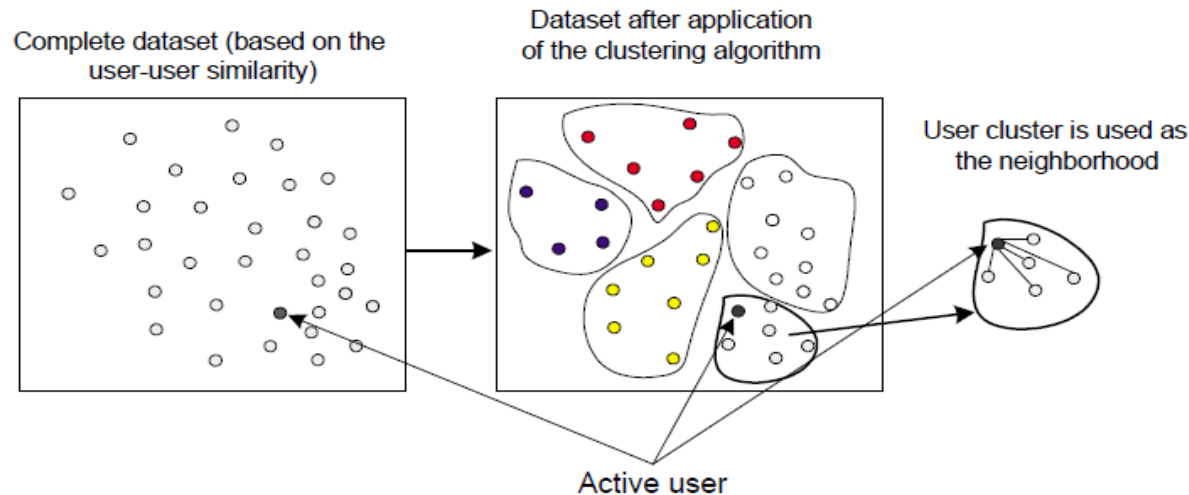 Complete dataset (based on the
user-user similarity)
Dataset after application
of the clustering algorithm
User cluster is used as
the neighborhood
Active user